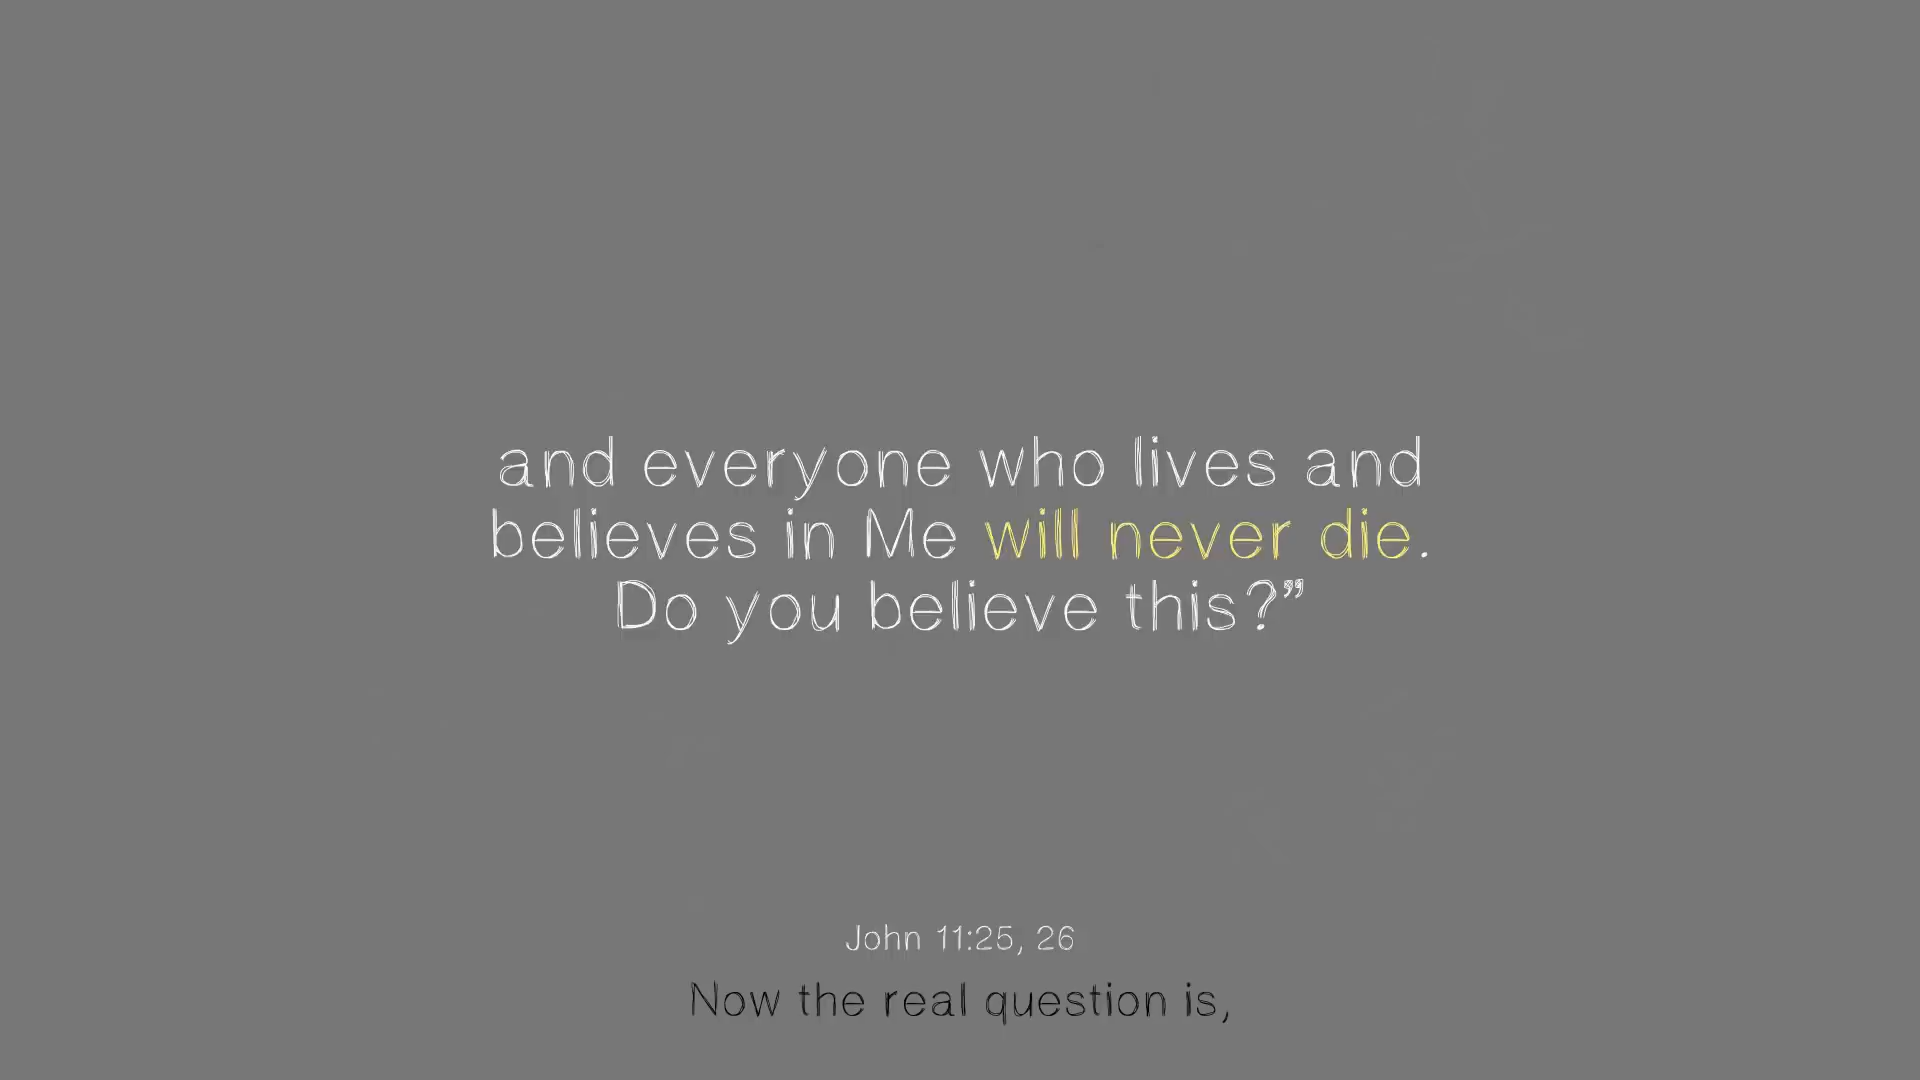 and everyone who lives and
believes in Me will never die.
Do you believe this?”
John 11:25, 26
Now the real question is,